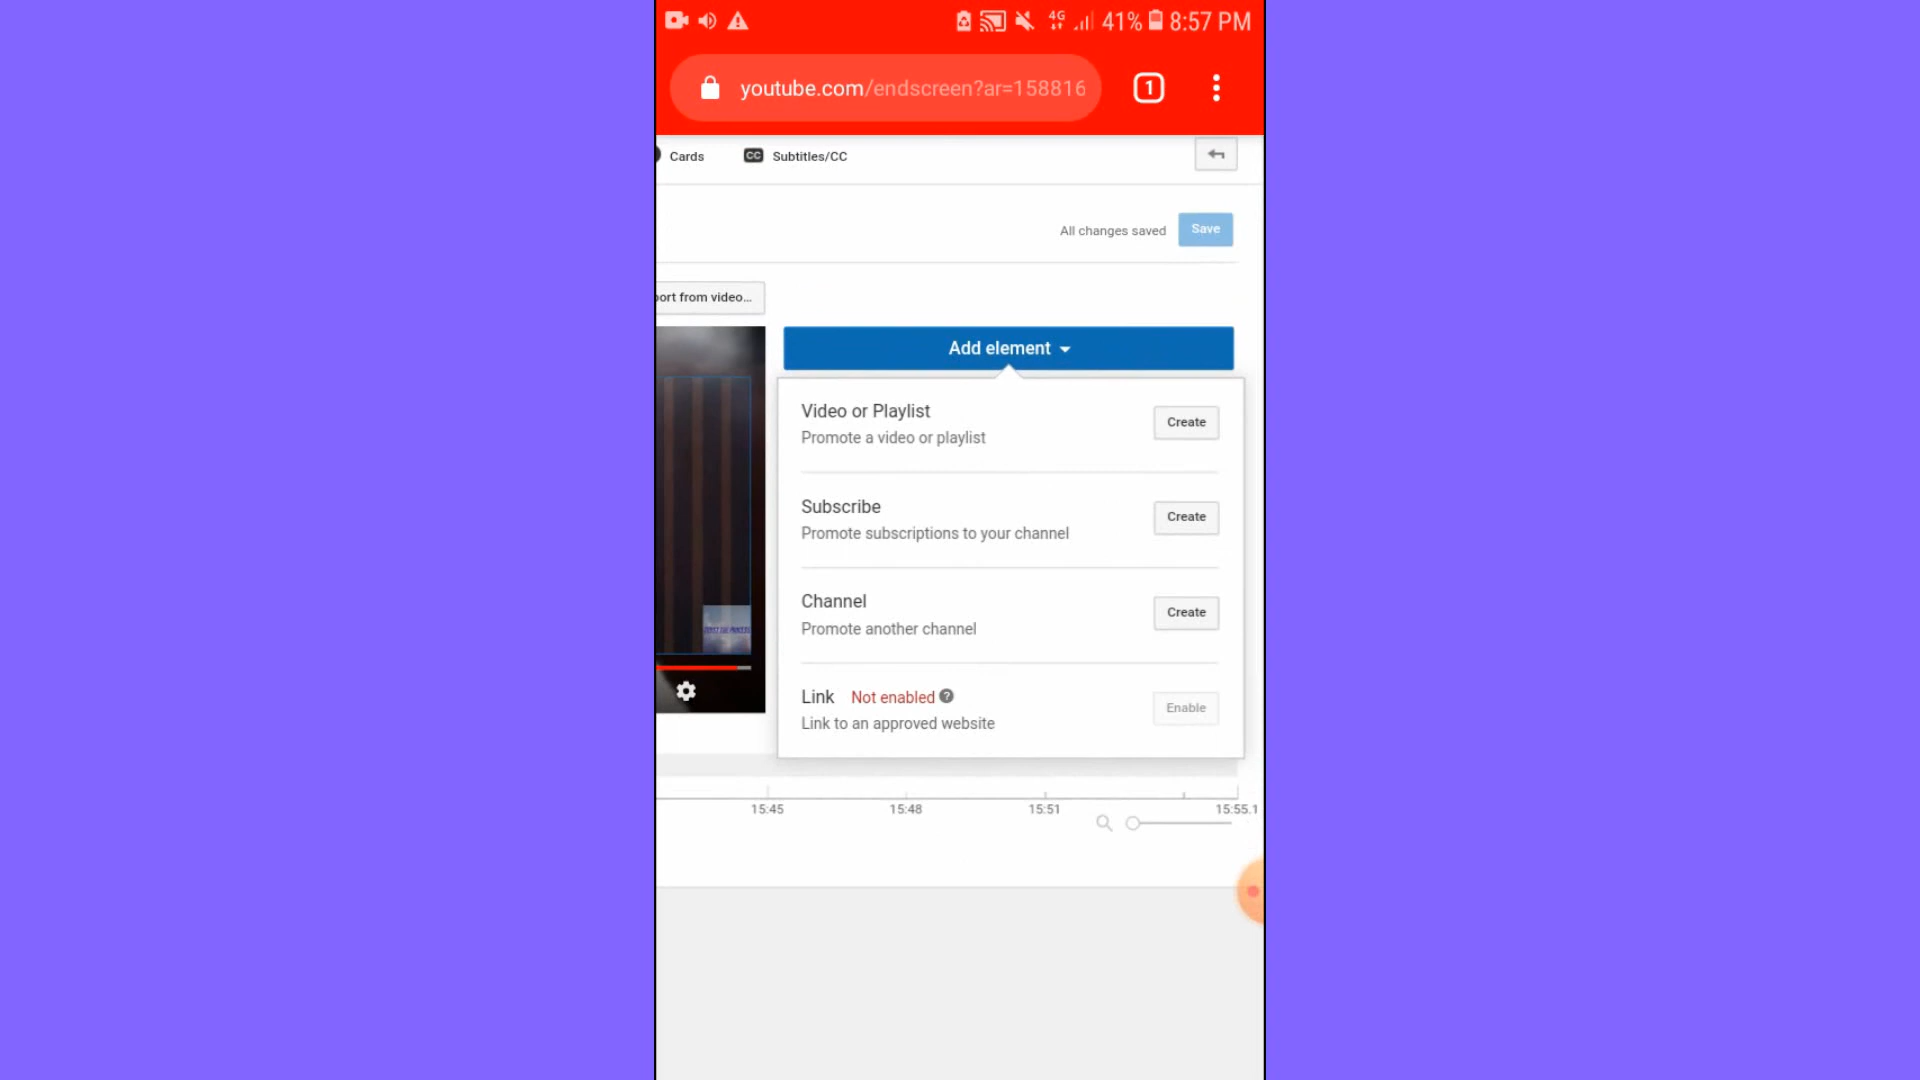 4G 41% 8:57 PM
youtube.com/endscreen?ar=158816
1
Cards CC Subtitles/CC
All changes saved Save
ort from video...
Add element
Video or Playlist
Promote a video or playlist
Create
Subscribe
Promote subscriptions to your channel
Create
Channel
Promote another channel
Create
Link Not enabled ?
Link to an approved website
Enable
15:45 15:48 15:51 15:55.1